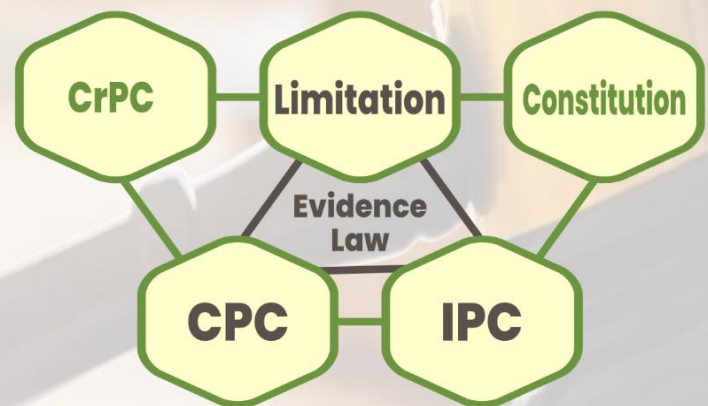 CrPC
Limitation
Constitution
Evidence
Law
CPC
IPC